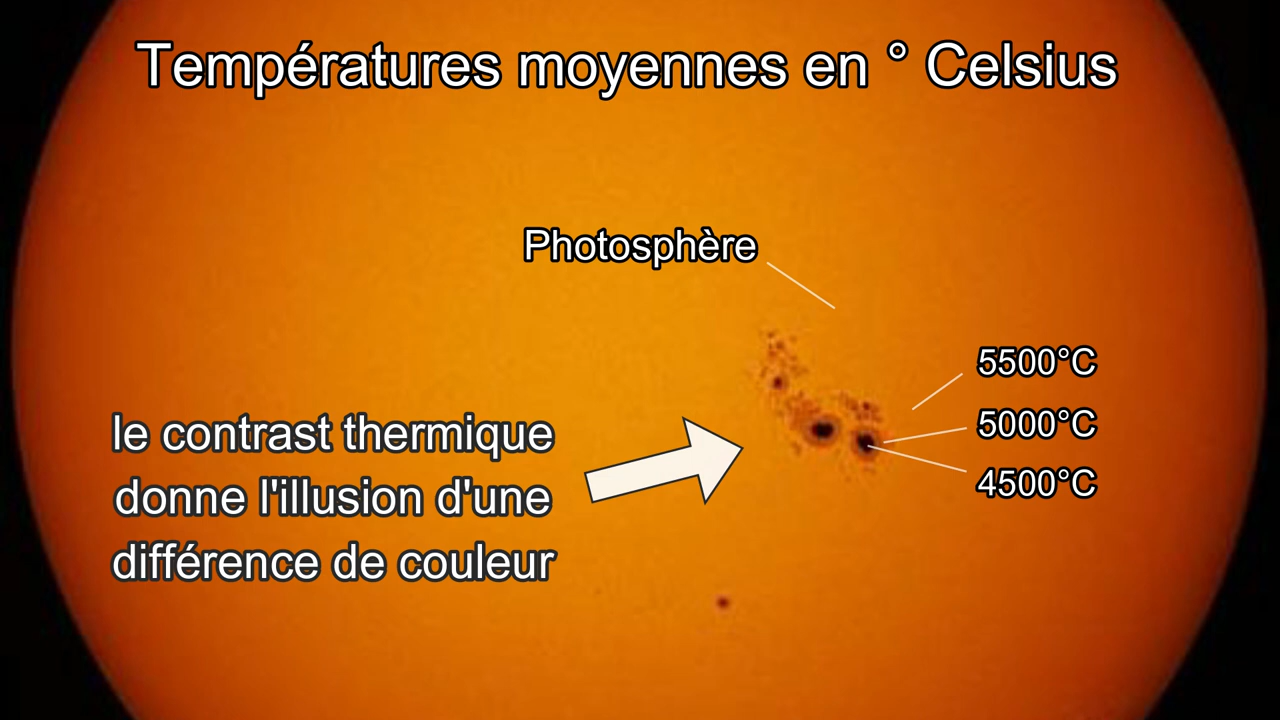 Températures moyennes en ° Celsius
Photosphère
5500°C
5000°C
4500°C
le contrast thermique
donne l'illusion d'une
différence de couleur